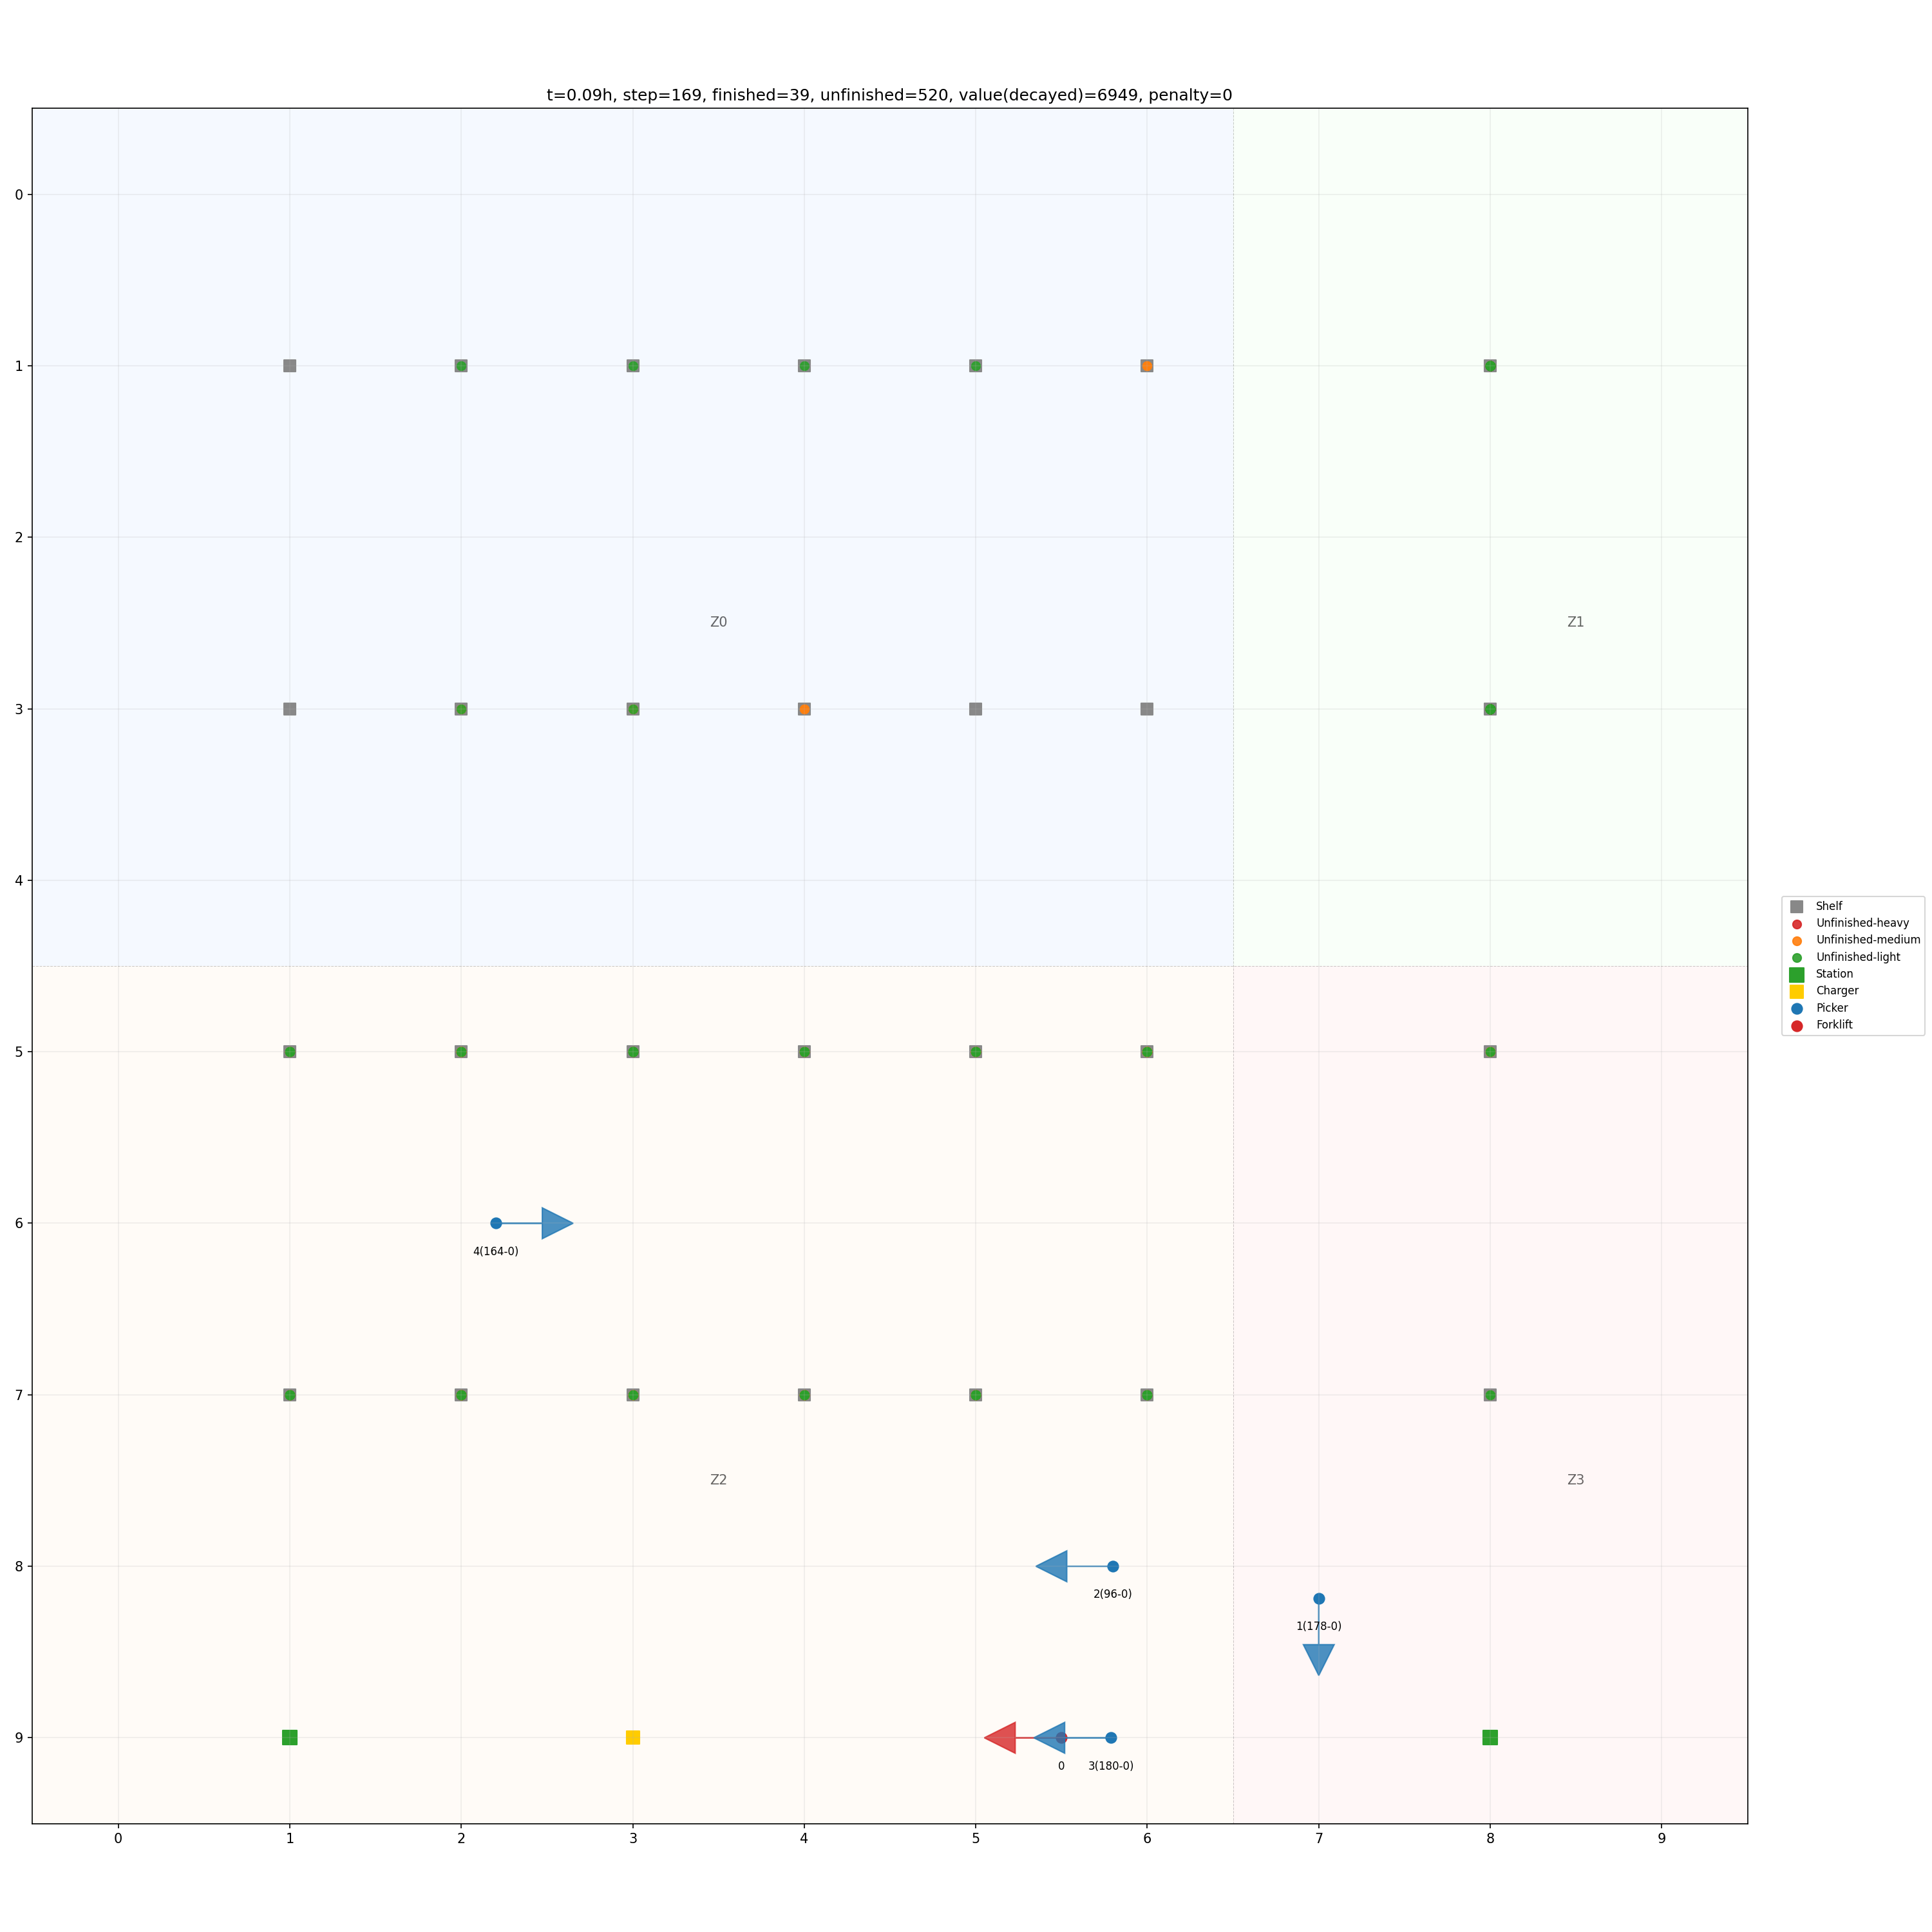 t=0.09h, step=169, finished=39, unfinished=520, value(decayed)=6949, penalty=0
0
1
2
Z0
Z1
3
4
Shelf
Unfinished-heavy
Unfinished-medium
Unfinished-light
Station
Charger
Picker
Forklift
5
6
4(164-0)
7
Z2
Z3
8
2(96-0)
1(178-0)
9
0
3(180-0)
0 1 2 3 4 5 6 7 8 9